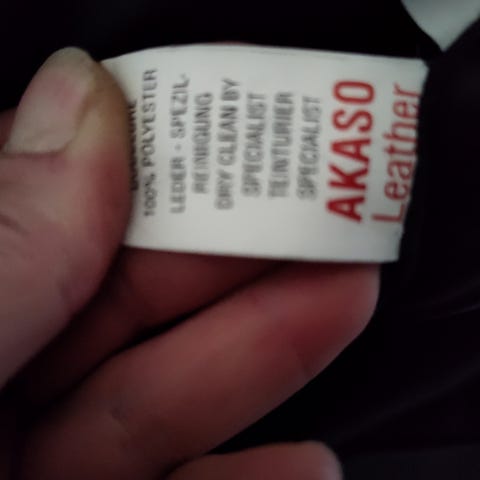 100% POLYESTER
LEDER - SPEZIL-
REINIGUNG
DRY CLEAN BY
SPECIALIST
TEINTURIER
SPECIALIST
AKASO
Leather